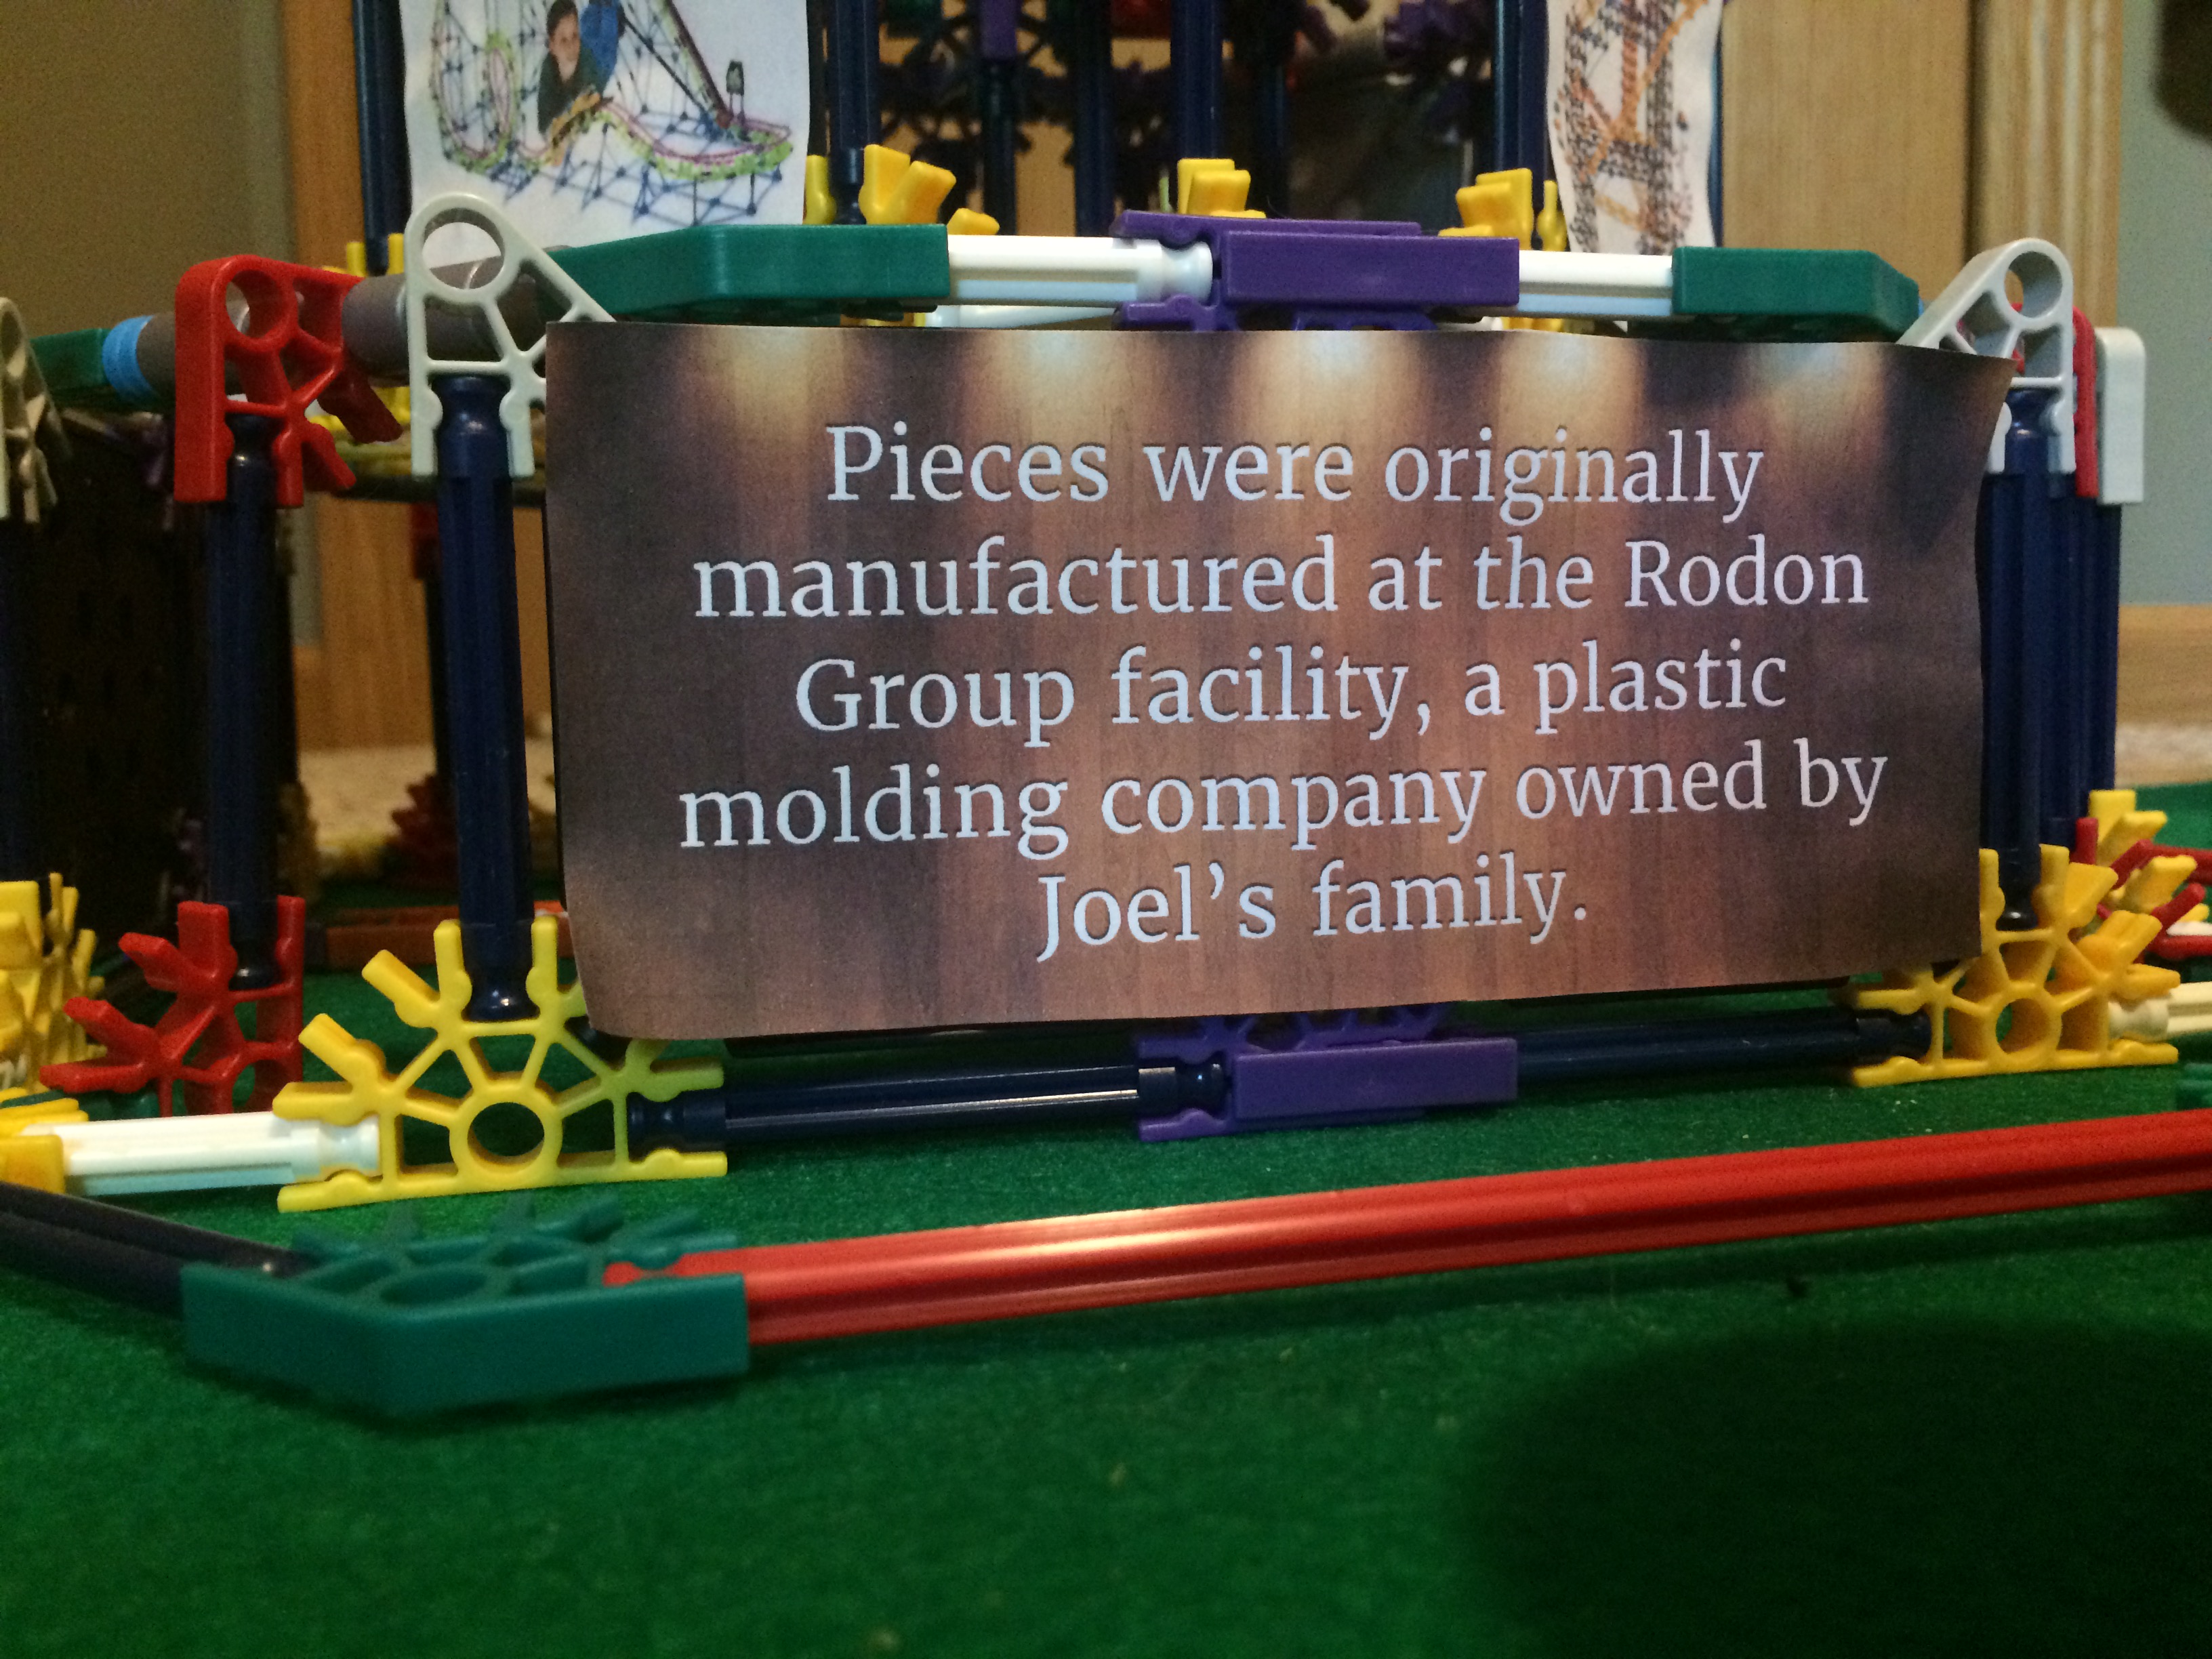 Pieces were originally
manufactured at the Rodon
Group facility, a plastic
molding company owned by
Joel’s family.